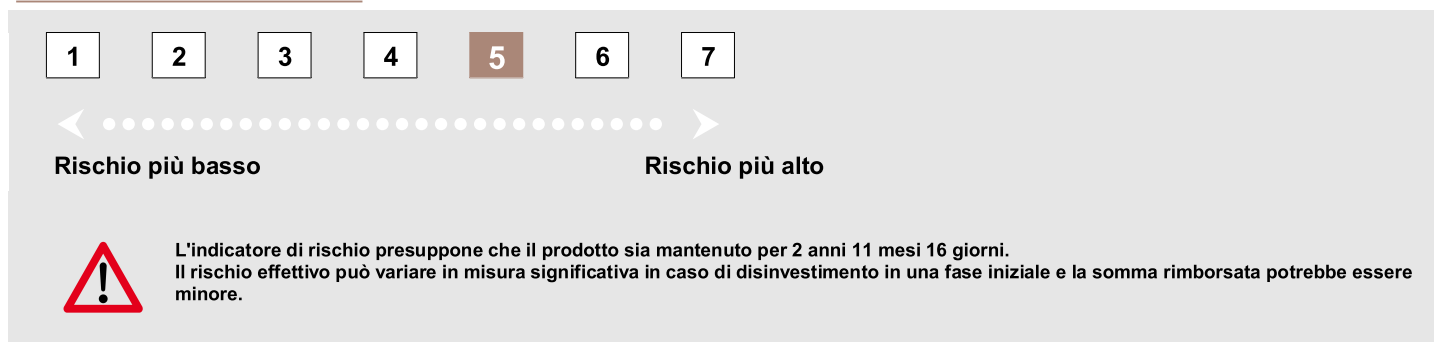 1 2 3 4 5 6 7
Rischio più basso Rischio più alto
L'indicatore di rischio presuppone che il prodotto sia mantenuto per 2 anni 11 mesi 16 giorni.
Il rischio effettivo può variare in misura significativa in caso di disinvestimento in una fase iniziale e la somma rimborsata potrebbe essere
minore.